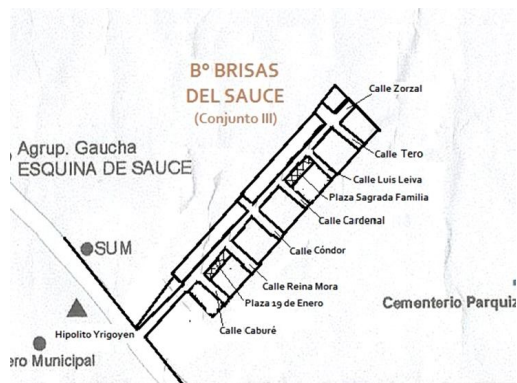 Bº BRISAS
DEL SAUCE
(Conjunto III)
Calle Zorzal
Agrup. Gaucha
ESQUINA DE SAUCE
Calle Tero
Calle Luis Leiva
Plaza Sagrada Familia
Calle Cardenal
SUM
Calle Cóndor
Calle Reina Mora
Plaza 19 de Enero
Cementerio Parquiz
Hipolito Yrigoyen
Calle Caburé
ero Municipal